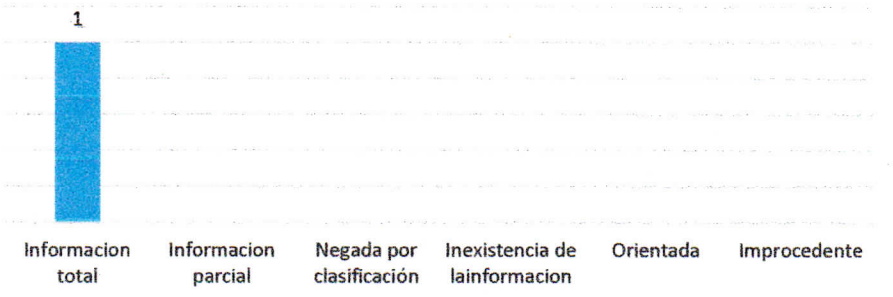 1
Informacion total
Informacion parcial
Negada por clasificación
Inexistencia de lainformacion
Orientada
Improcedente